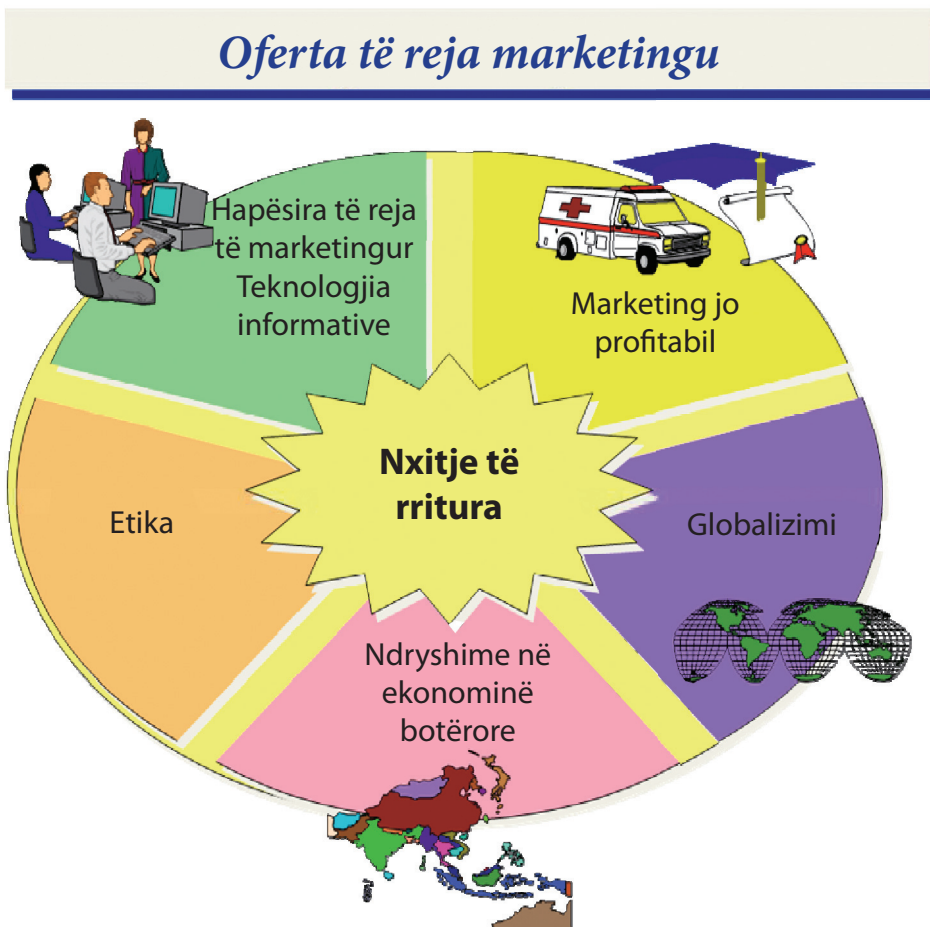 Oferta të reja marketingu
Hapësira të reja
të marketingur
Teknologjia
informative
Marketing jo
profitabil
Nxitje të
rritura
Etika
Globalizimi
Ndryshime në
ekonominë
botërore